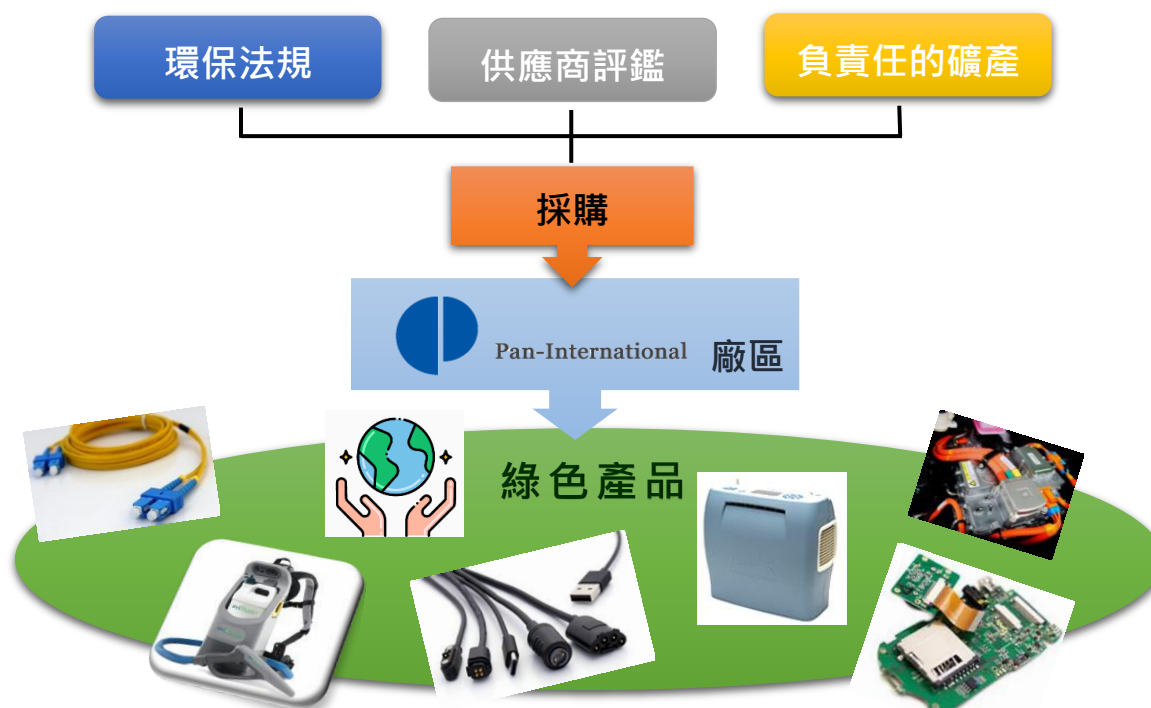 環保法規
供應商評鑑
負責任的礦產
採購
Pan-International 廠區
綠色產品